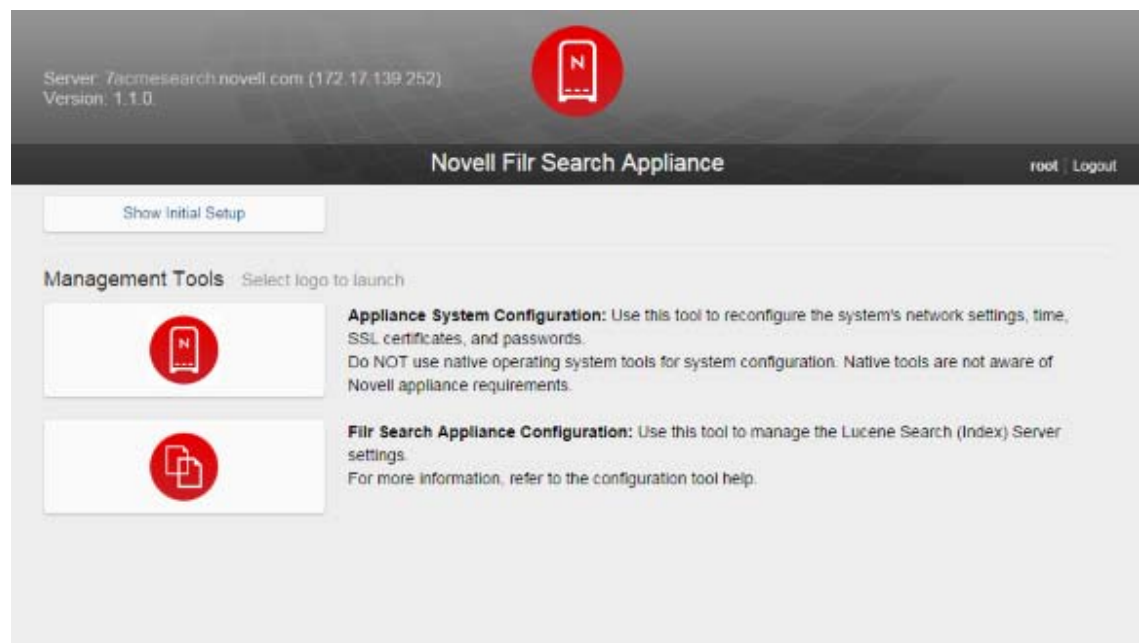 Server: 7acmesearch.novell.com (172.17.139.252)
Version: 1.1.0.
N
Novell Filr Search Appliance
root | Logout
Show Initial Setup
Management Tools Select logo to launch
N
Appliance System Configuration: Use this tool to reconfigure the system's network settings, time,
SSL certificates, and passwords.
Do NOT use native operating system tools for system configuration. Native tools are not aware of
Novell appliance requirements.
Filr Search Appliance Configuration: Use this tool to manage the Lucene Search (Index) Server
settings.
For more information, refer to the configuration tool help.